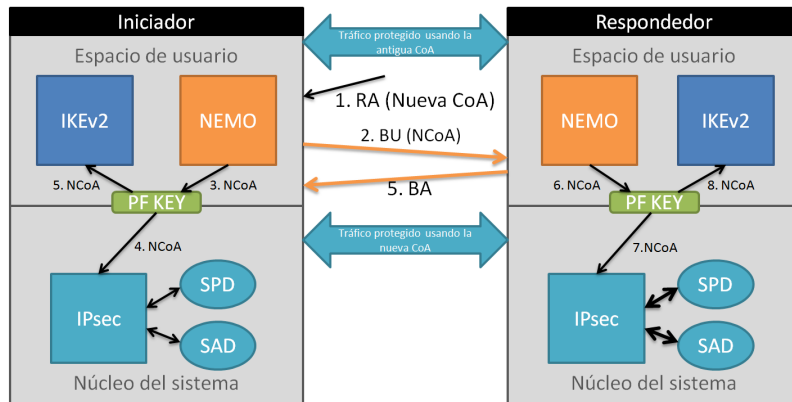 Iniciador
Espacio de usuario
IKEv2
NEMO
5. NCoA
3. NCoA
PF KEY
4. NCoA
IPsec
SPD
SAD
Núcleo del sistema
Tráfico protegido usando la
antigua CoA
1. RA (Nueva CoA)
2. BU (NCoA)
5. BA
Tráfico protegido usando la
nueva CoA
Respondedor
Espacio de usuario
NEMO
IKEv2
6. NCoA
8. NCoA
PF KEY
7.NCoA
IPsec
SPD
SAD
Núcleo del sistema